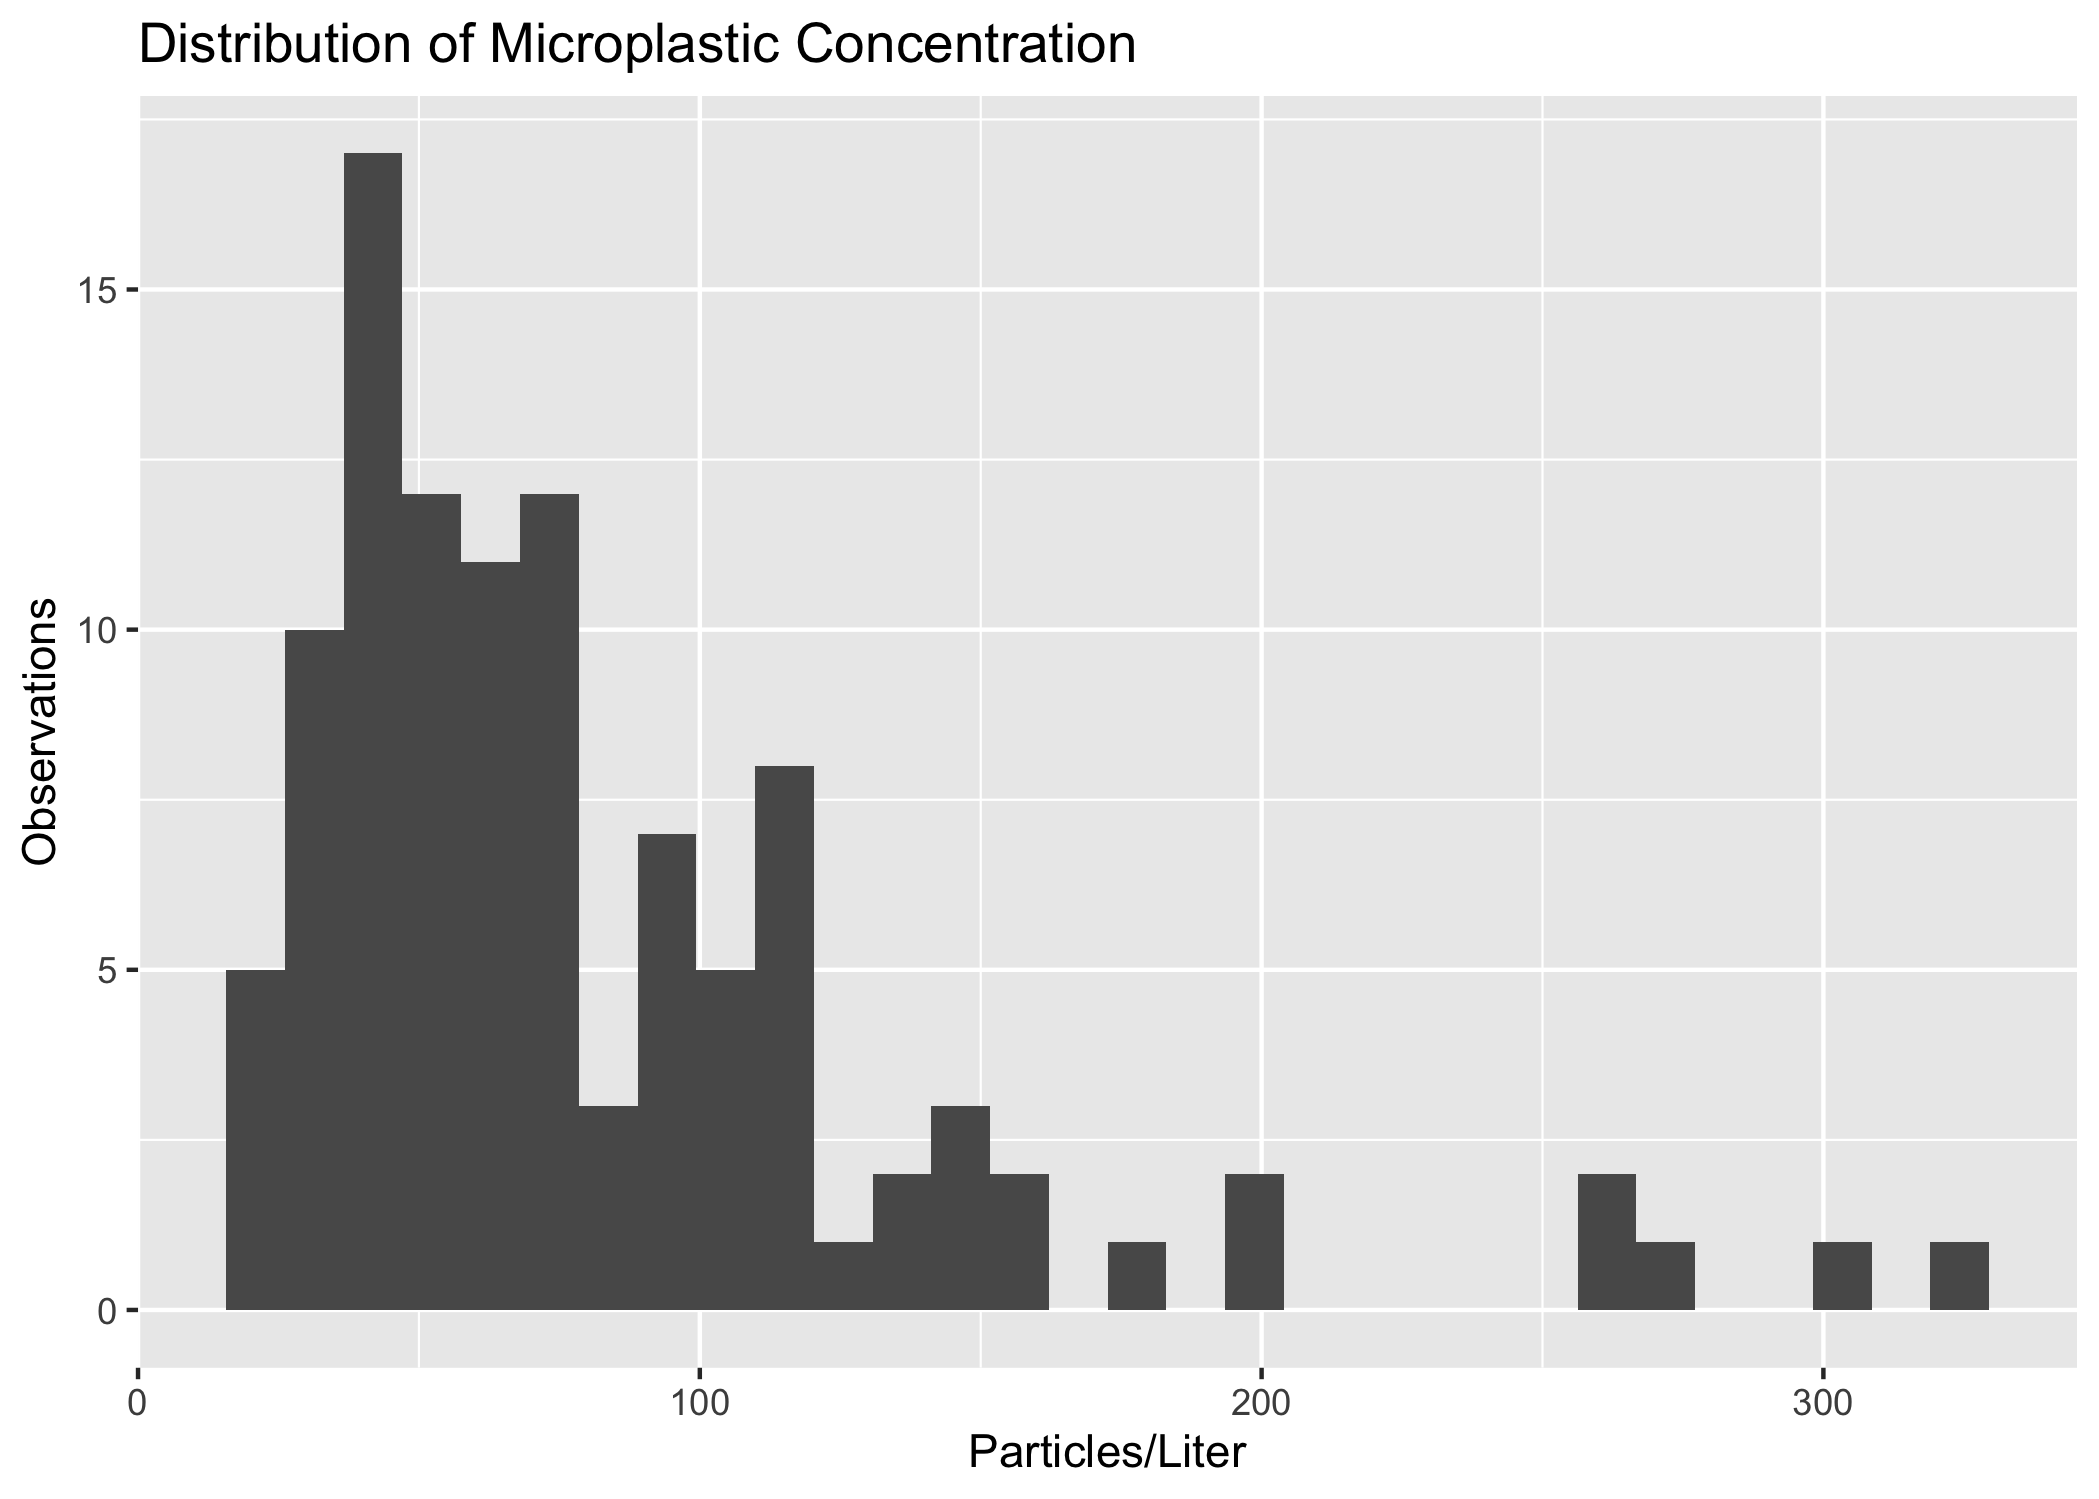 Distribution of Microplastic Concentration
Observations
15
10
5
0
0 100 200 300
Particles/Liter